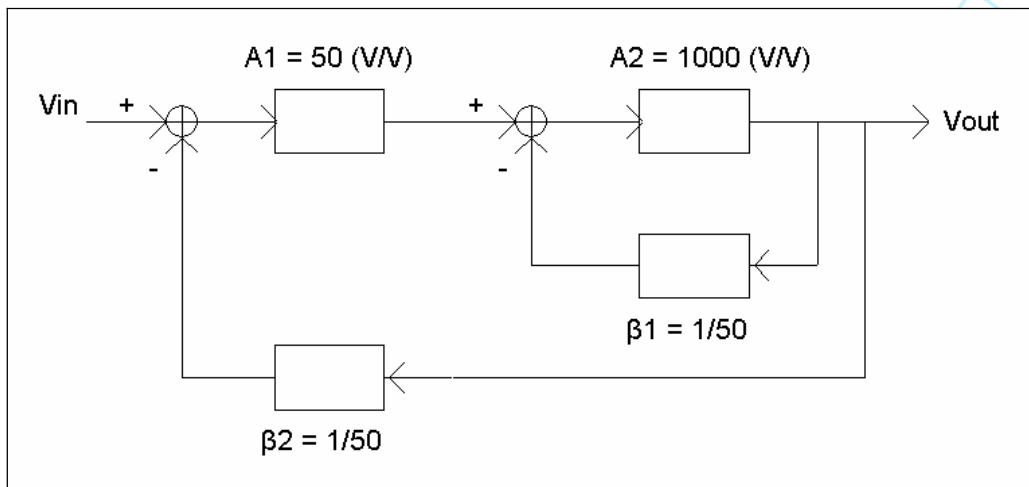 A1 = 50 (V/V)
A2 = 1000 (V/V)
Vin
+
+
Vout
-
-
β1 = 1/50
β2 = 1/50